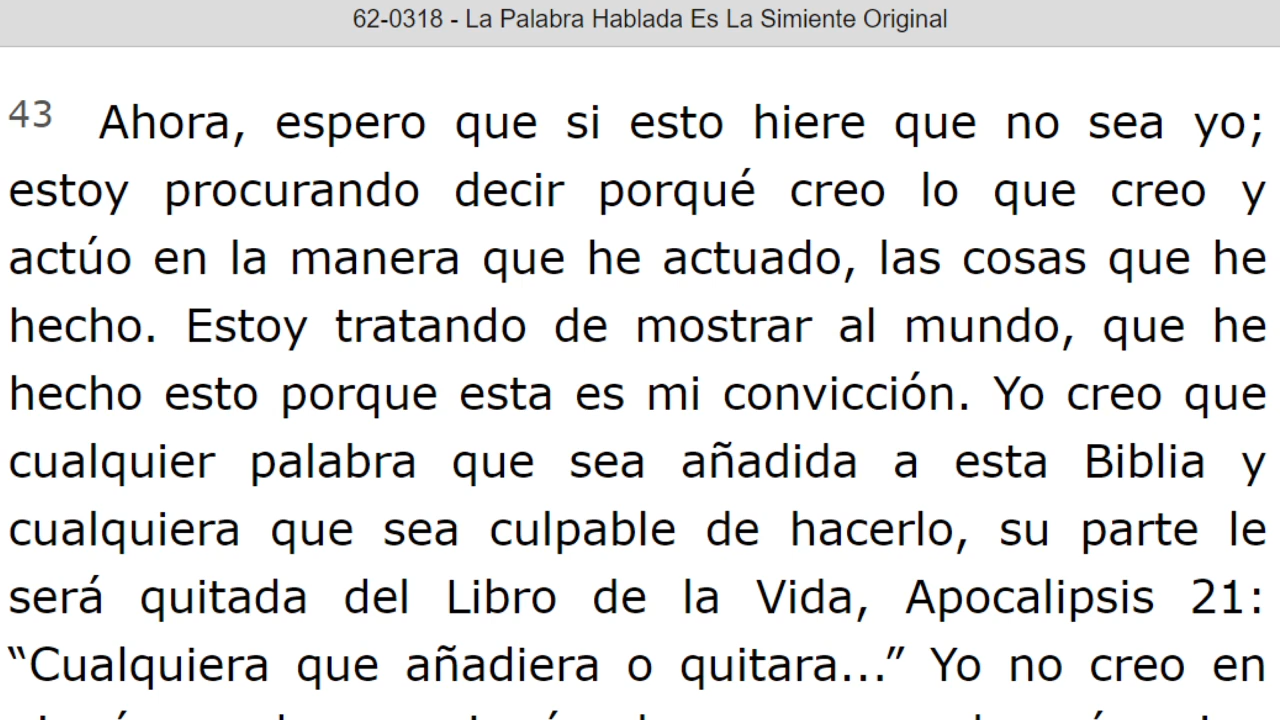 62-0318 - La Palabra Hablada Es La Simiente Original
43 Ahora, espero que si esto hiere que no sea yo;
estoy procurando decir porqué creo lo que creo y
actúo en la manera que he actuado, las cosas que he
hecho. Estoy tratando de mostrar al mundo, que he
hecho esto porque esta es mi convicción. Yo creo que
cualquier palabra que sea añadida a esta Biblia y
cualquiera que sea culpable de hacerlo, su parte le
será quitada del Libro de la Vida, Apocalipsis 21:
“Cualquiera que añadiera o quitara...” Yo no creo en